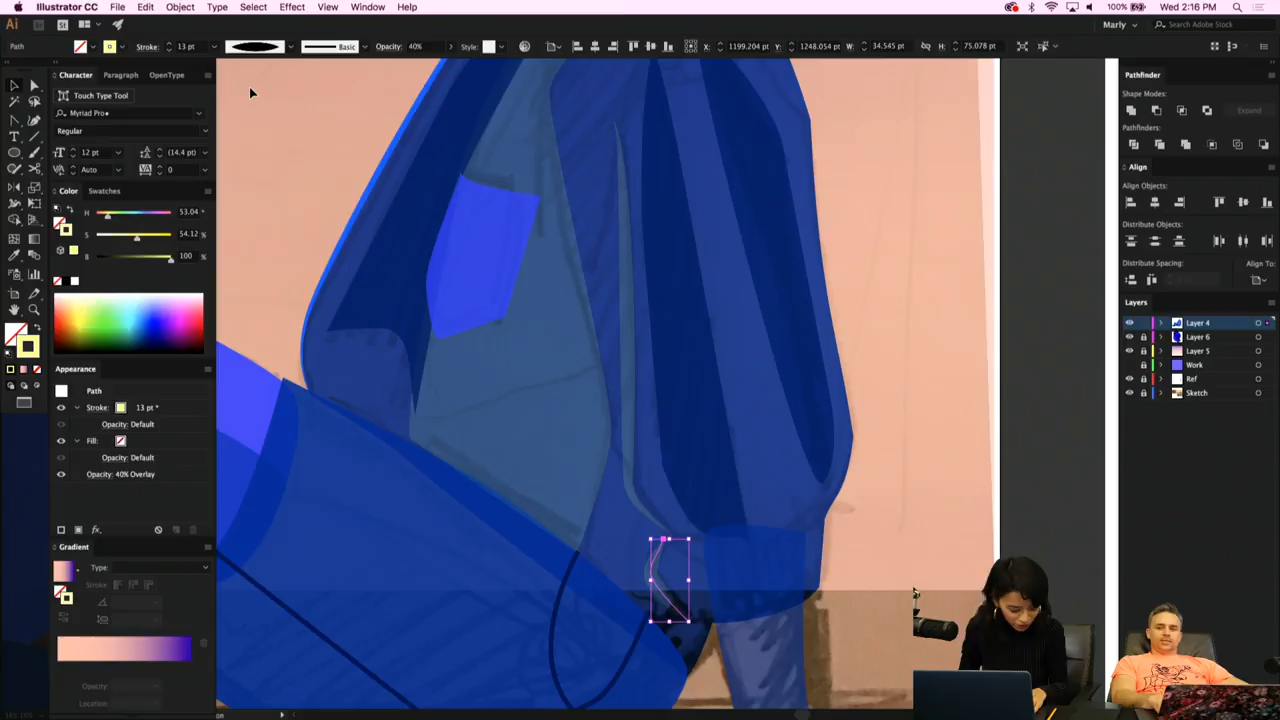 Illustrator CC File Edit Object Type Select Effect View Window Help 100% Wed 2:16 PM
Ai Br St Marly Search Adobe Stock
Path Stroke: 13 pt Basic Opacity: 40% Style: X: 1199.204 pt Y: 1248.054 pt W: 34.545 pt H: 75.078 pt
Character Paragraph OpenType
Touch Type Tool
Myriad Pro
Regular
12 pt (14.4 pt)
Auto 0
Color Swatches
H 53.04 °
S 54.12 %
B 100 %
Appearance
Path
Stroke: 13 pt *
Opacity: Default
Fill:
Opacity: Default
Opacity: 40% Overlay
fx
Gradient
Type:
Stroke:
Opacity:
Location:
Pathfinder
Shape Modes:
Expand
Pathfinders:
Align
Align Objects:
Distribute Objects:
Distribute Spacing: Align To:
Layers
Layer 4
Layer 6
Layer 5
Work
Ref
Sketch